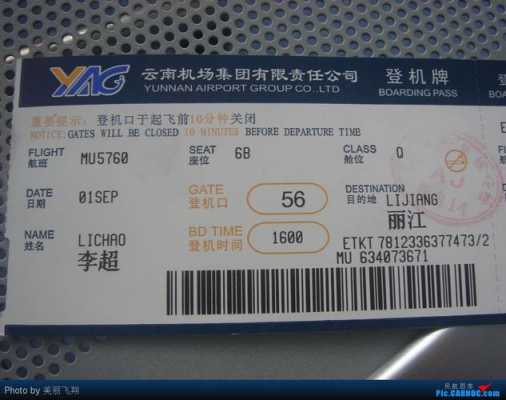 YAG 云南机场集团有限责任公司 登机牌
YUNNAN AIRPORT GROUP CO.,LTD BOARDING PASS
重要提示: 登机口于起飞前10分钟关闭
NOTICE:GATES WILL BE CLOSED 10 MINUTES BEFORE DEPARTURE TIME
FLIGHT 航班 MU5760 SEAT 座位 6B CLASS 舱位 Q
DATE 日期 01SEP GATE 登机口 56 DESTINATION 目的地 LIJIANG
丽江
NAME 姓名 LICHAO BD TIME 登机时间 1600 ETKT 7812336377473/2
李超 MU 634073671
Photo by 美丽飞翔
民航图库
Pic.CARNOC.com